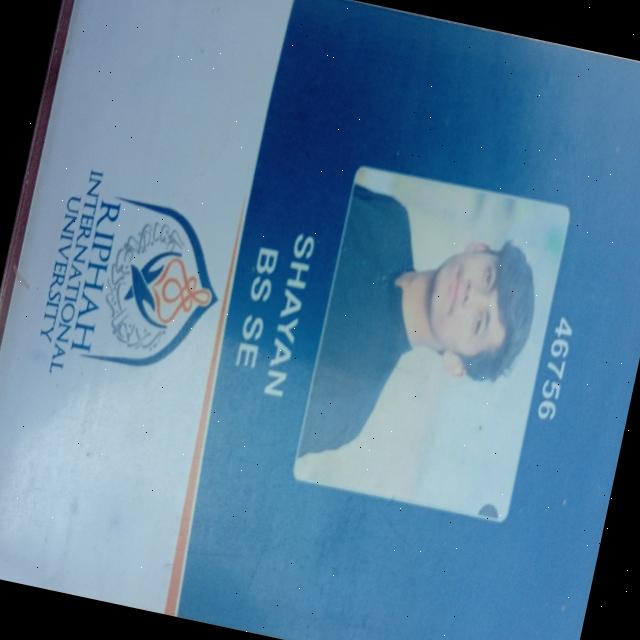 46756
SHAYAN
BS SE
RIPHAH
INTERNATIONAL
UNIVERSITY